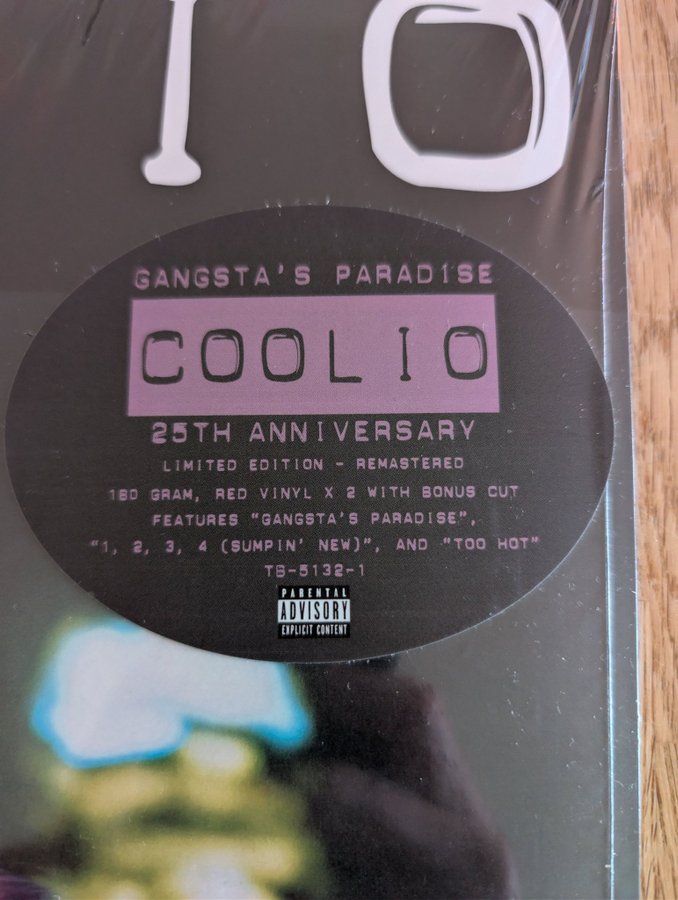 IO
GANGSTA'S PARADISE
COOLIO
25TH ANNIVERSARY
LIMITED EDITION - REMASTERED
180 GRAM, RED VINYL X 2 WITH BONUS CUT
FEATURES "GANGSTA'S PARADISE",
"1, 2, 3, 4 (SUMPIN' NEW)", AND "TOO HOT"
TB-5132-1
PARENTAL
ADVISORY
EXPLICIT CONTENT